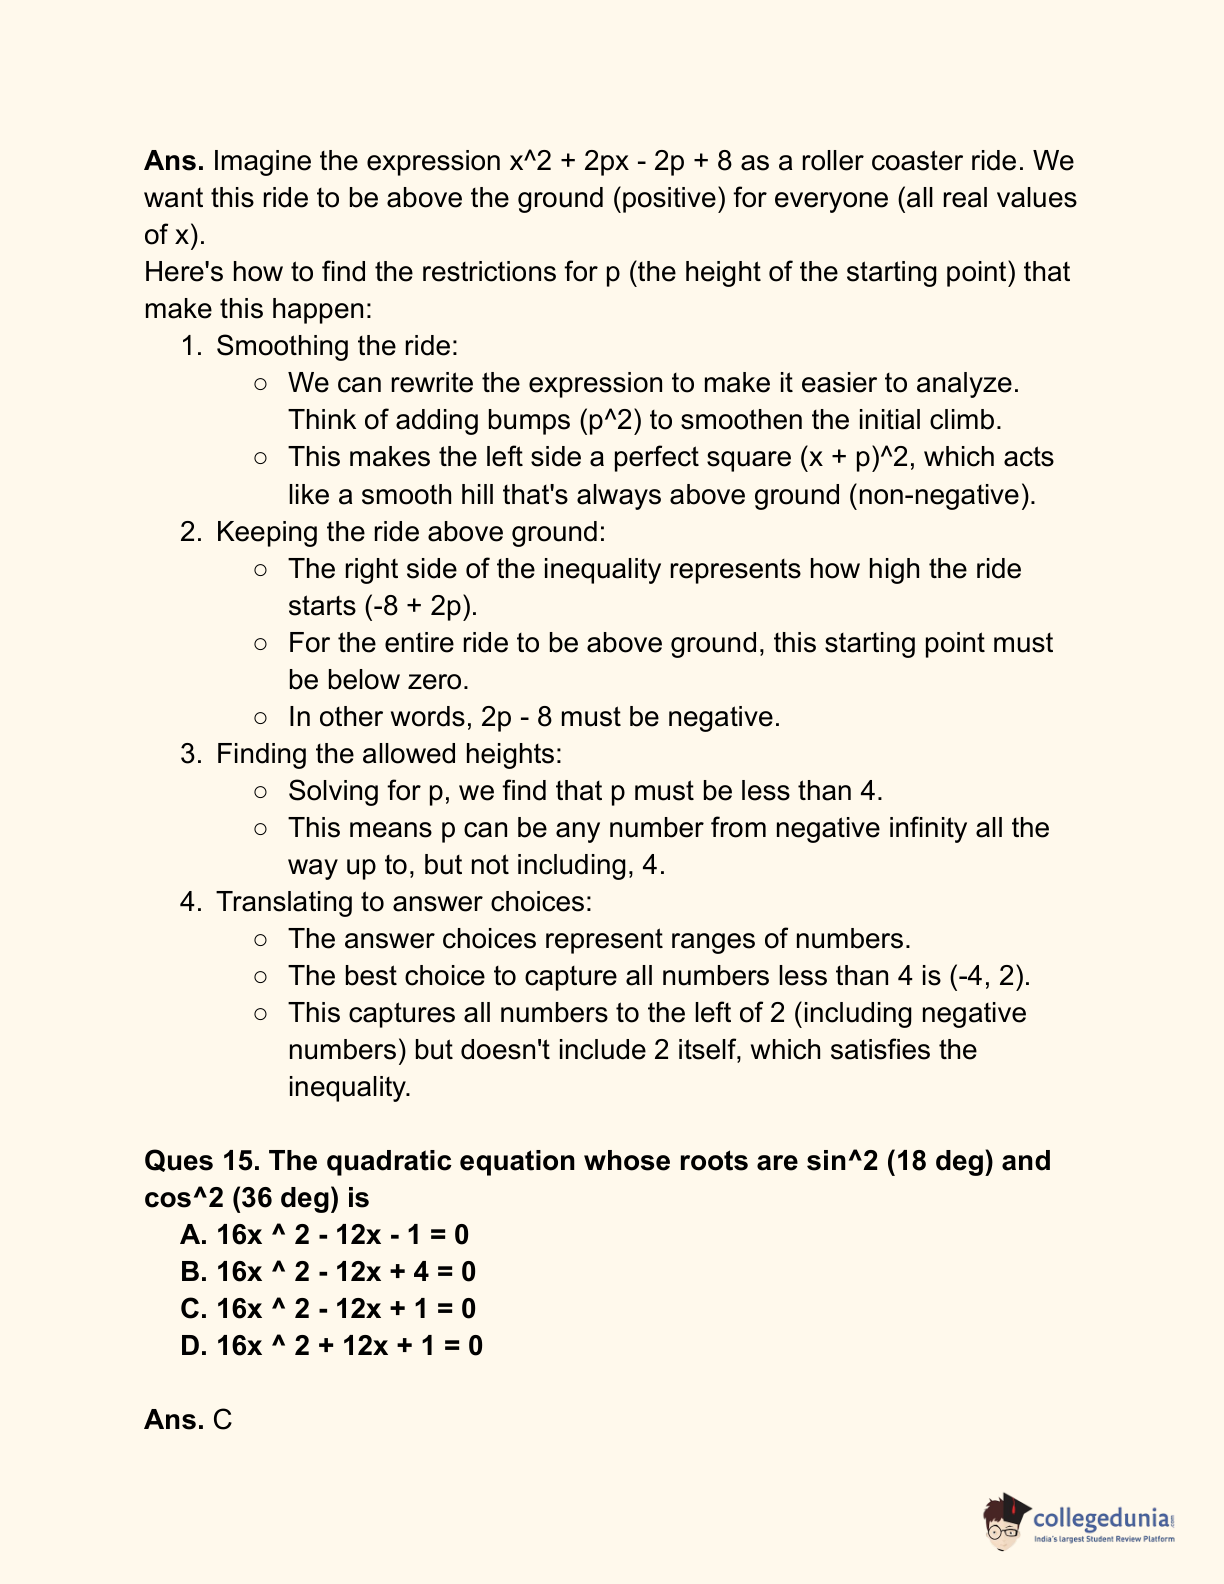 Ans. Imagine the expression x^2 + 2px - 2p + 8 as a roller coaster ride. We
want this ride to be above the ground (positive) for everyone (all real values
of x).
Here's how to find the restrictions for p (the height of the starting point) that
make this happen:
1. Smoothing the ride:
○ We can rewrite the expression to make it easier to analyze.
Think of adding bumps (p^2) to smoothen the initial climb.
○ This makes the left side a perfect square (x + p)^2, which acts
like a smooth hill that's always above ground (non-negative).
2. Keeping the ride above ground:
○ The right side of the inequality represents how high the ride
starts (-8 + 2p).
○ For the entire ride to be above ground, this starting point must
be below zero.
○ In other words, 2p - 8 must be negative.
3. Finding the allowed heights:
○ Solving for p, we find that p must be less than 4.
○ This means p can be any number from negative infinity all the
way up to, but not including, 4.
4. Translating to answer choices:
○ The answer choices represent ranges of numbers.
○ The best choice to capture all numbers less than 4 is (-4, 2).
○ This captures all numbers to the left of 2 (including negative
numbers) but doesn't include 2 itself, which satisfies the
inequality.
Ques 15. The quadratic equation whose roots are sin^2 (18 deg) and
cos^2 (36 deg) is
A. 16x ^ 2 - 12x - 1 = 0
B. 16x ^ 2 - 12x + 4 = 0
C. 16x ^ 2 - 12x + 1 = 0
D. 16x ^ 2 + 12x + 1 = 0
Ans. C
collegedunia
India's largest Student Review Platform